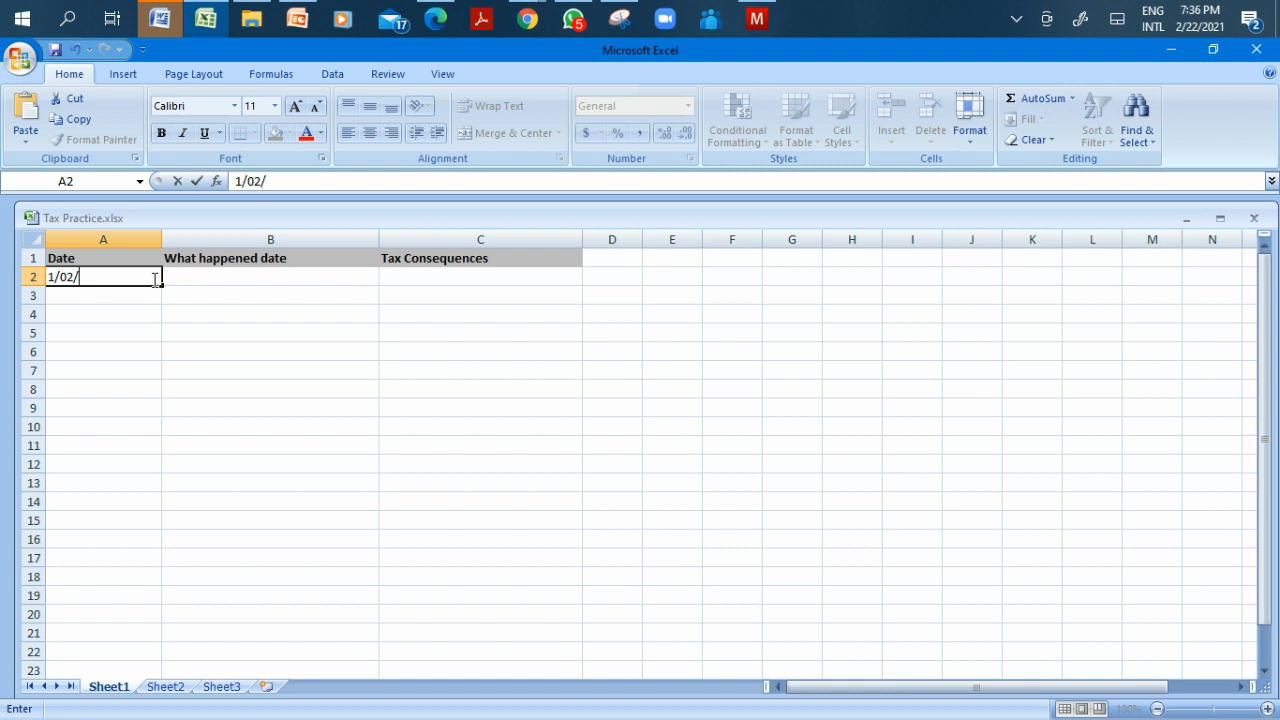 17
5
M
ENG
INTL
7:36 PM
2/22/2021
2
Microsoft Excel
Home Insert Page Layout Formulas Data Review View
Paste
Cut
Copy
Format Painter
Clipboard
Calibri 11
B I U A
Font
Wrap Text
Merge & Center
Alignment
General
$ % ,
Number
Conditional Formatting
Format as Table
Cell Styles
Styles
Insert
Delete
Format
Cells
Σ AutoSum
Fill
Clear
Sort & Filter
Find & Select
Editing
A2 fx 1/02/
Tax Practice.xlsx
A B C D E F G H I J K L M N
1 Date What happened date Tax Consequences
2 1/02/
3
4
5
6
7
8
9
10
11
12
13
14
15
16
17
18
19
20
21
22
23
Sheet1 Sheet2 Sheet3
Enter
100%